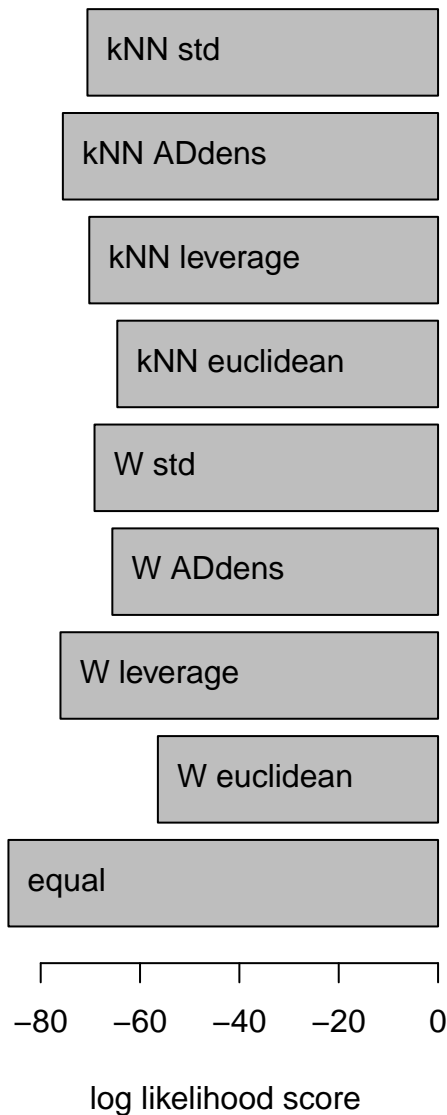 kNN std
kNN ADdens
kNN leverage
kNN euclidean
W std
W ADdens
W leverage
W euclidean
equal
−80 −60 −40 −20 0
log likelihood score